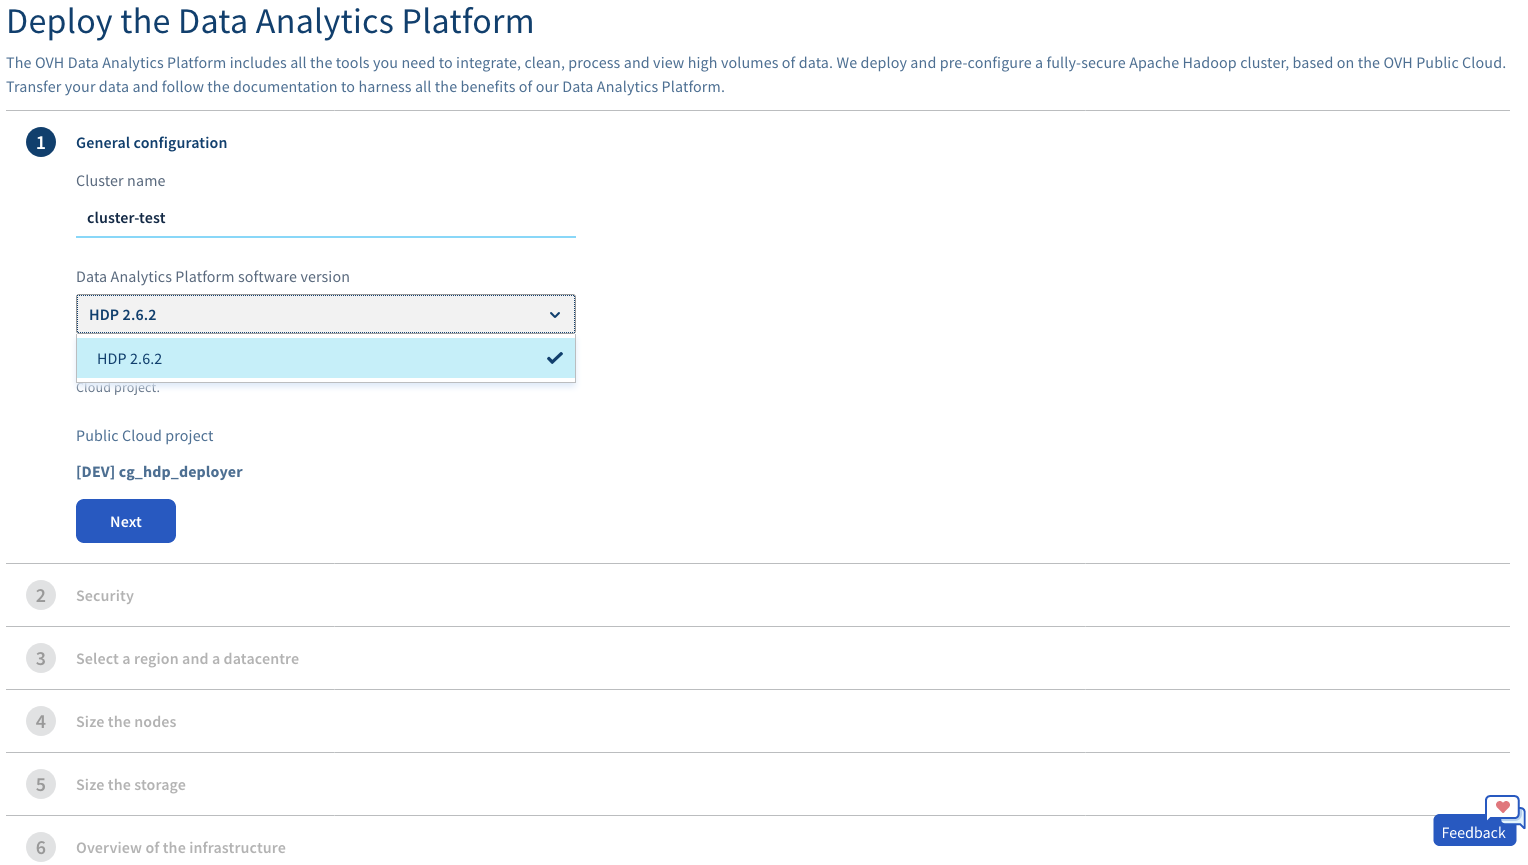 Deploy the Data Analytics Platform
The OVH Data Analytics Platform includes all the tools you need to integrate, clean, process and view high volumes of data. We deploy and pre-configure a fully-secure Apache Hadoop cluster, based on the OVH Public Cloud.
Transfer your data and follow the documentation to harness all the benefits of our Data Analytics Platform.
1 General configuration
Cluster name
cluster-test
Data Analytics Platform software version
HDP 2.6.2
HDP 2.6.2
Cloud project.
Public Cloud project
[DEV] cg_hdp_deployer
Next
2 Security
3 Select a region and a datacentre
4 Size the nodes
5 Size the storage
6 Overview of the infrastructure
Feedback